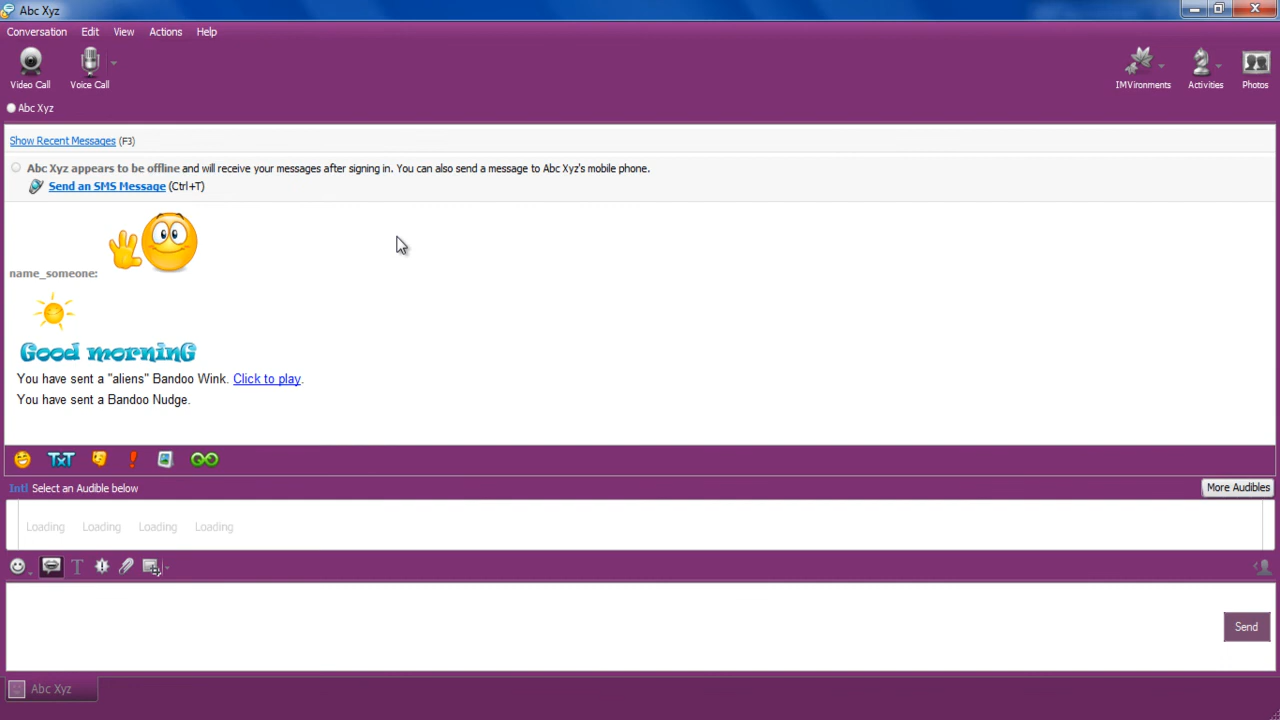 Abc Xyz
Conversation Edit View Actions Help
Video Call Voice Call IMVironments Activities Photos
Abc Xyz
Show Recent Messages (F3)
Abc Xyz appears to be offline and will receive your messages after signing in. You can also send a message to Abc Xyz's mobile phone.
Send an SMS Message (Ctrl+T)
name_someone:
Good morninG
You have sent a "aliens" Bandoo Wink. Click to play.
You have sent a Bandoo Nudge.
TxT
Intl Select an Audible below More Audibles
Loading Loading Loading Loading
T
Send
Abc Xyz